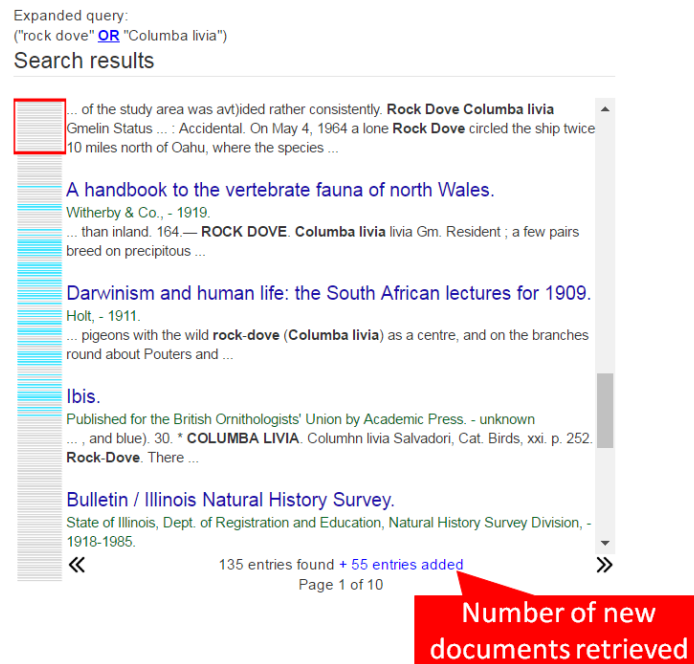 Expanded query:
("rock dove" OR "Columba livia")
Search results
... of the study area was avt)ided rather consistently. Rock Dove Columba livia
Gmelin Status ... : Accidental. On May 4, 1964 a lone Rock Dove circled the ship twice
10 miles north of Oahu, where the species ...
A handbook to the vertebrate fauna of north Wales.
Witherby & Co., - 1919.
... than inland. 164.— ROCK DOVE. Columba livia livia Gm. Resident ; a few pairs
breed on precipitous ...
Darwinism and human life: the South African lectures for 1909.
Holt, - 1911.
... pigeons with the wild rock-dove (Columba livia) as a centre, and on the branches
round about Pouters and ...
Ibis.
Published for the British Ornithologists' Union by Academic Press. - unknown
... , and blue). 30. * COLUMBA LIVIA. Columhn livia Salvadori, Cat. Birds, xxi. p. 252.
Rock-Dove. There ...
Bulletin / Illinois Natural History Survey.
State of Illinois, Dept. of Registration and Education, Natural History Survey Division, -
1918-1985.
« 135 entries found + 55 entries added »
Page 1 of 10
Number of new
documents retrieved